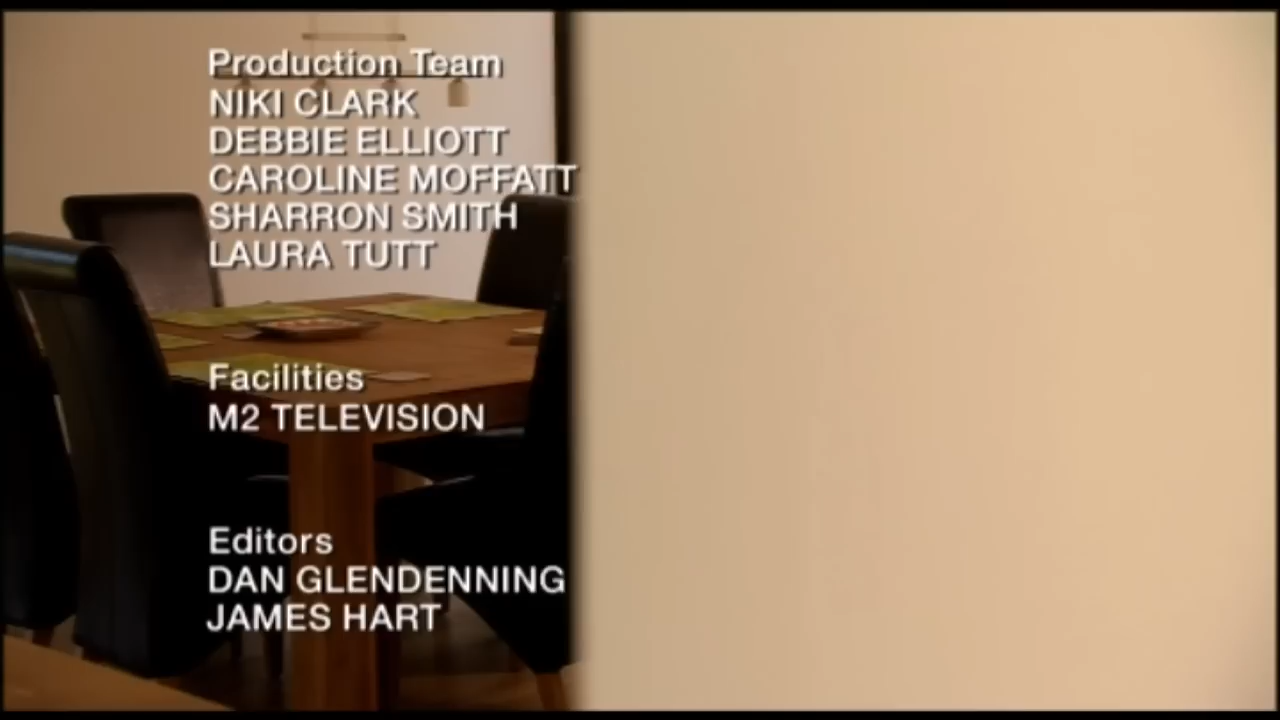 Production Team
NIKI CLARK
DEBBIE ELLIOTT
CAROLINE MOFFATT
SHARRON SMITH
LAURA TUTT
Facilities
M2 TELEVISION
Editors
DAN GLENDENNING
JAMES HART